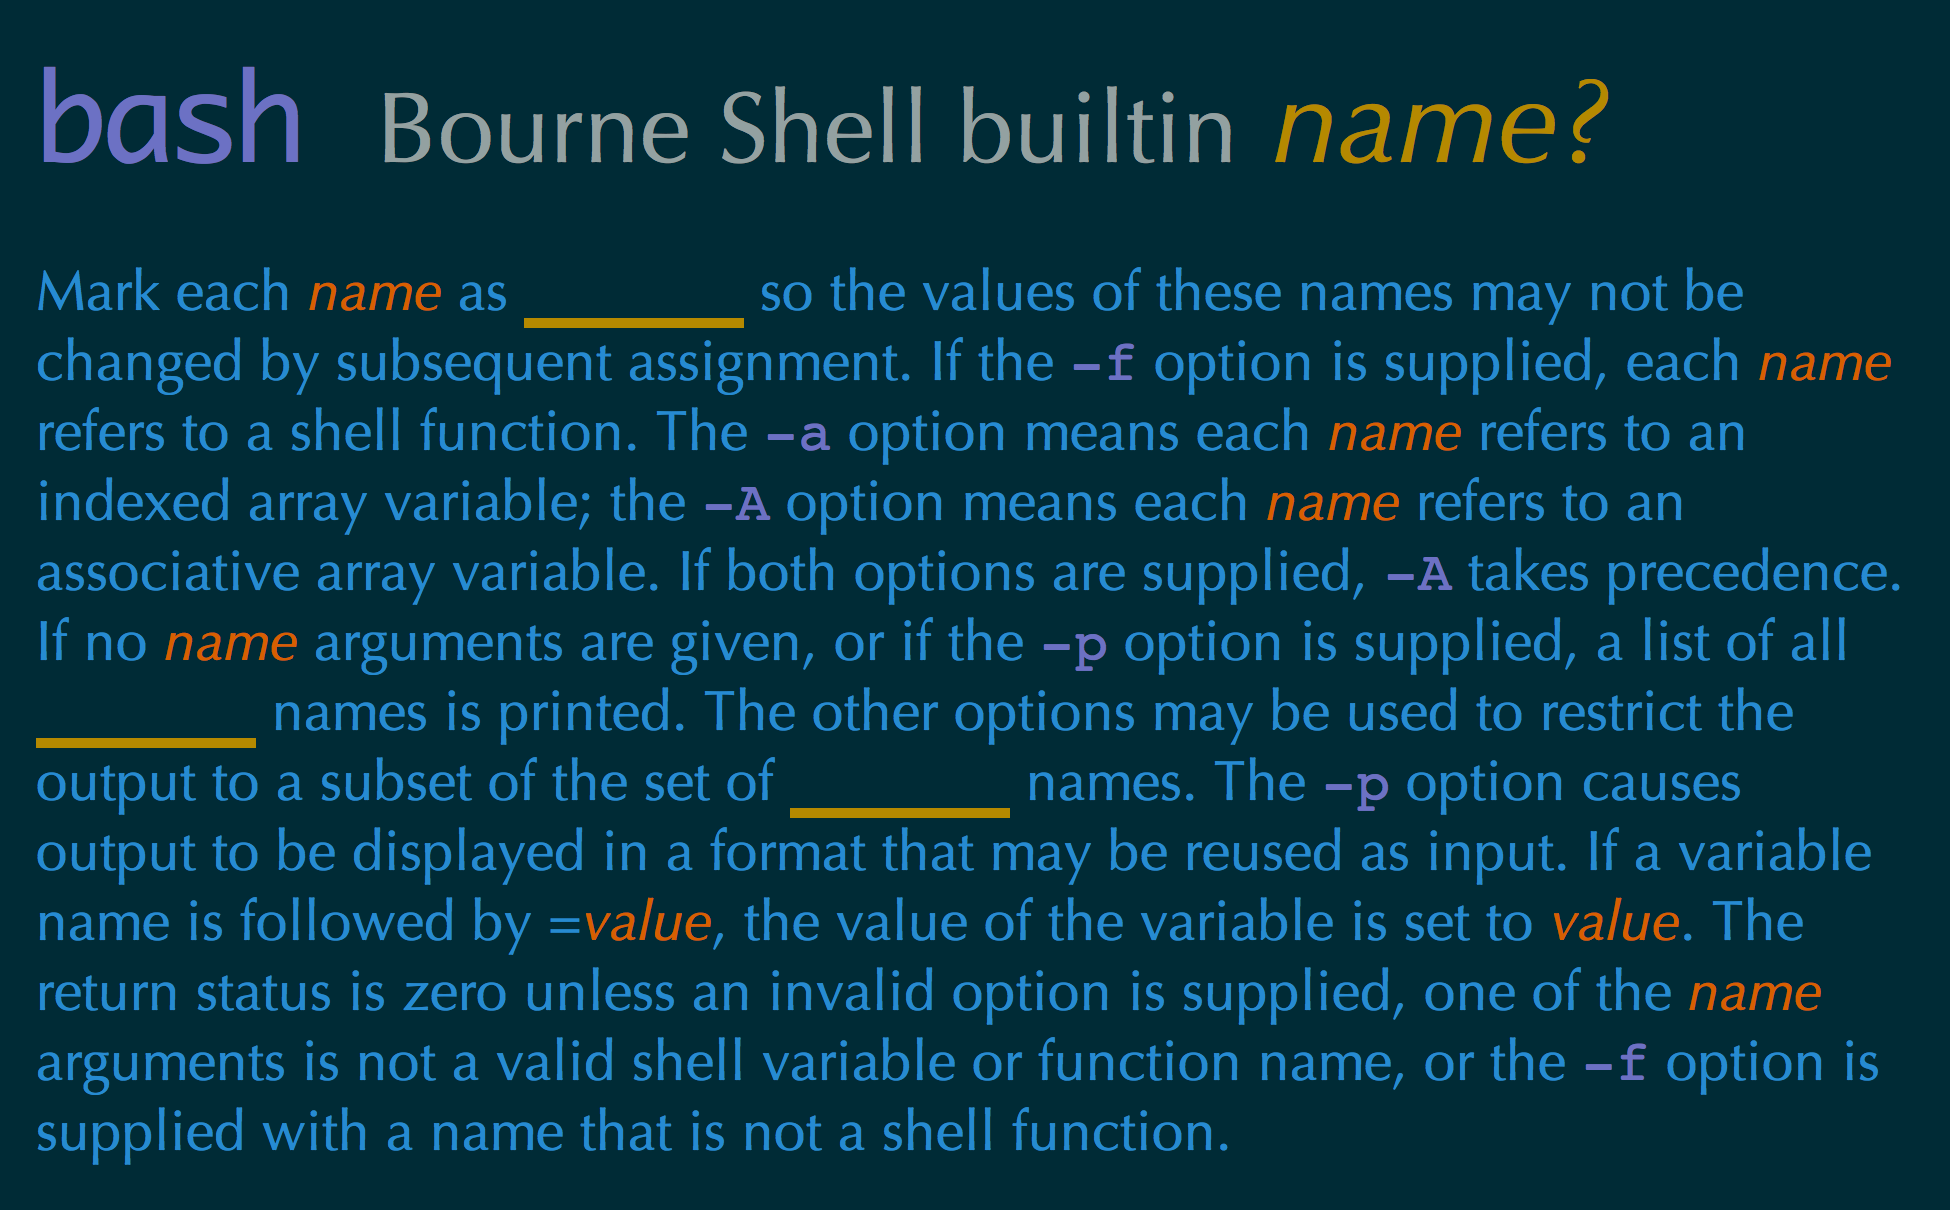 bash Bourne Shell builtin name?
Mark each name as ________ so the values of these names may not be
changed by subsequent assignment. If the -f option is supplied, each name
refers to a shell function. The -a option means each name refers to an
indexed array variable; the -A option means each name refers to an
associative array variable. If both options are supplied, -A takes precedence.
If no name arguments are given, or if the -p option is supplied, a list of all
________ names is printed. The other options may be used to restrict the
output to a subset of the set of ________ names. The -p option causes
output to be displayed in a format that may be reused as input. If a variable
name is followed by =value, the value of the variable is set to value. The
return status is zero unless an invalid option is supplied, one of the name
arguments is not a valid shell variable or function name, or the -f option is
supplied with a name that is not a shell function.